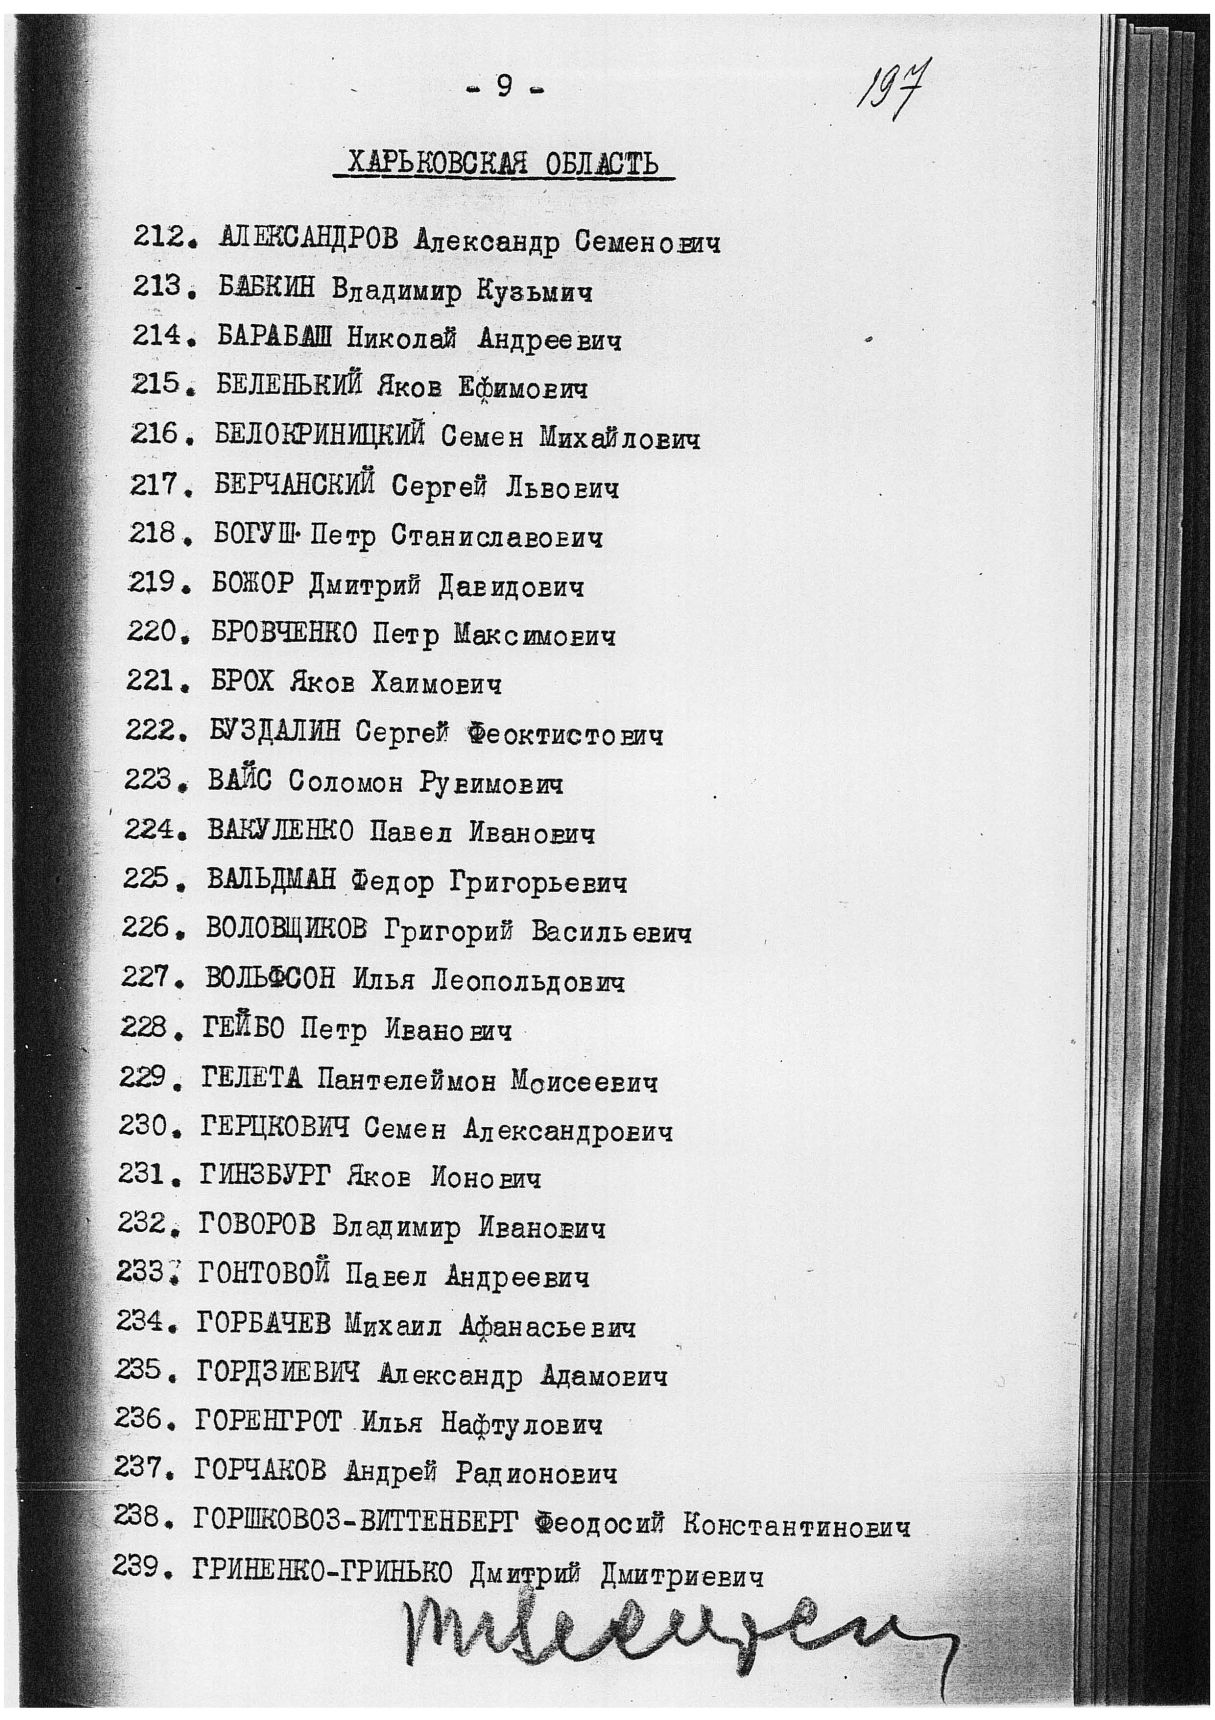 - 9 -
197
ХАРЬКОВСКАЯ ОБЛАСТЬ
212. АЛЕКСАНДРОВ Александр Семенович
213. БАБКИН Владимир Кузьмич
214. БАРАБАШ Николай Андреевич
215. БЕЛЕНЬКИЙ Яков Ефимович
216. БЕЛОКРИНИЦКИЙ Семен Михайлович
217. БЕРЧАНСКИЙ Сергей Львович
218. БОГУШ Петр Станиславович
219. БОЖОР Дмитрий Давидович
220. БРОВЧЕНКО Петр Максимович
221. БРОХ Яков Хаимович
222. БУЗДАЛИН Сергей Феоктистович
223. ВАЙС Соломон Рувимович
224. ВАКУЛЕНКО Павел Иванович
225. ВАЛЬДМАН Федор Григорьевич
226. ВОЛОВЩИКОВ Григорий Васильевич
227. ВОЛЬФСОН Илья Леопольдович
228. ГЕЙБО Петр Иванович
229. ГЕЛЕТА Пантелеймон Моисеевич
230. ГЕРЦКОВИЧ Семен Александрович
231. ГИНЗБУРГ Яков Ионович
232. ГОВОРОВ Владимир Иванович
233. ГОНТОВОЙ Павел Андреевич
234. ГОРБАЧЕВ Михаил Афанасьевич
235. ГОРДЗИЕВИЧ Александр Адамович
236. ГОРЕНГРОТ Илья Нафтулович
237. ГОРЧАКОВ Андрей Радионович
238. ГОРШКОВОЗ-ВИТТЕНБЕРГ Феодосий Константинович
239. ГРИНЕНКО-ГРИНЬКО Дмитрий Дмитриевич